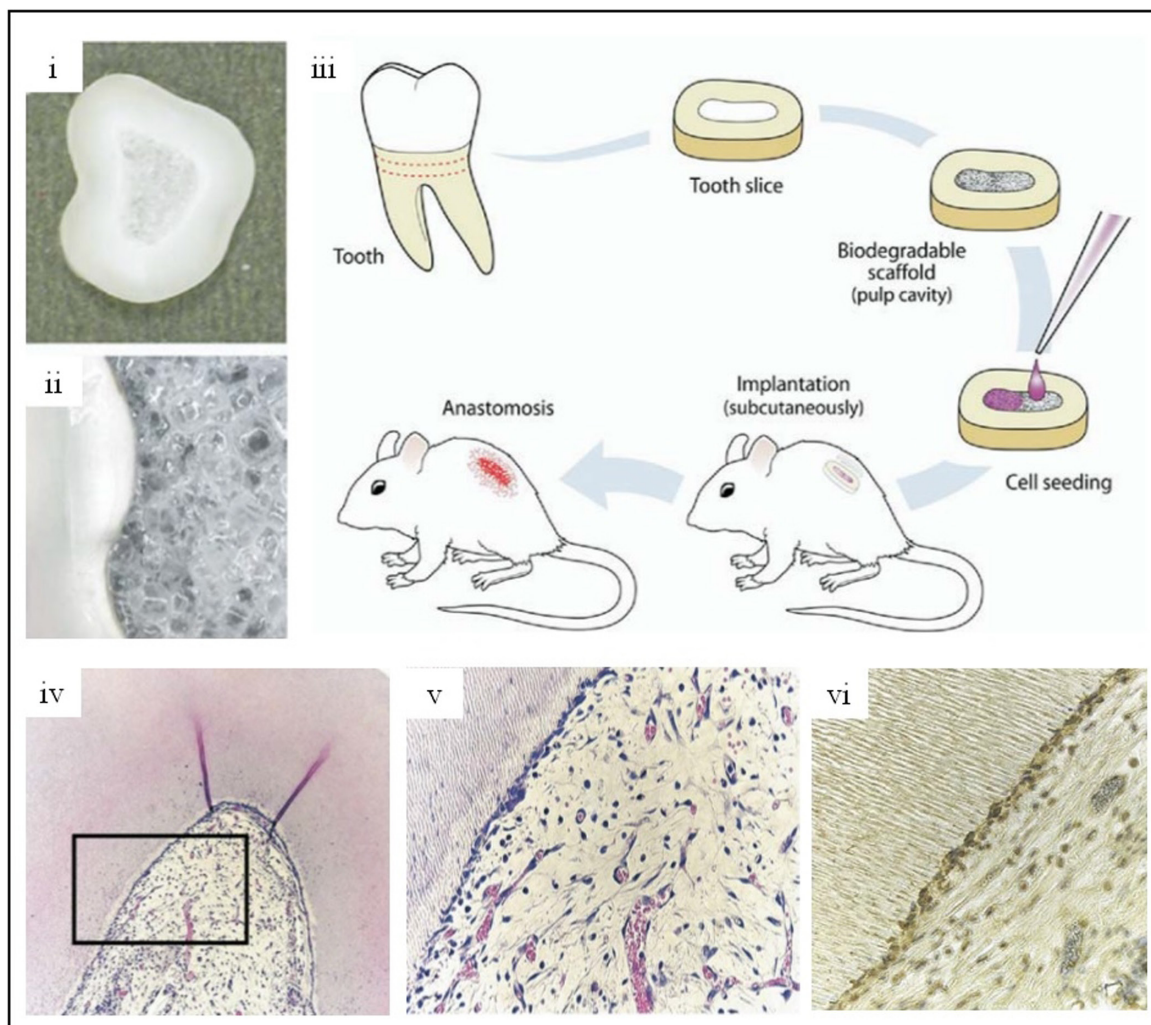 i
iii
Tooth
Tooth slice
Biodegradable
scaffold
(pulp cavity)
Cell seeding
Implantation
(subcutaneously)
Anastomosis
ii
iv
v
vi